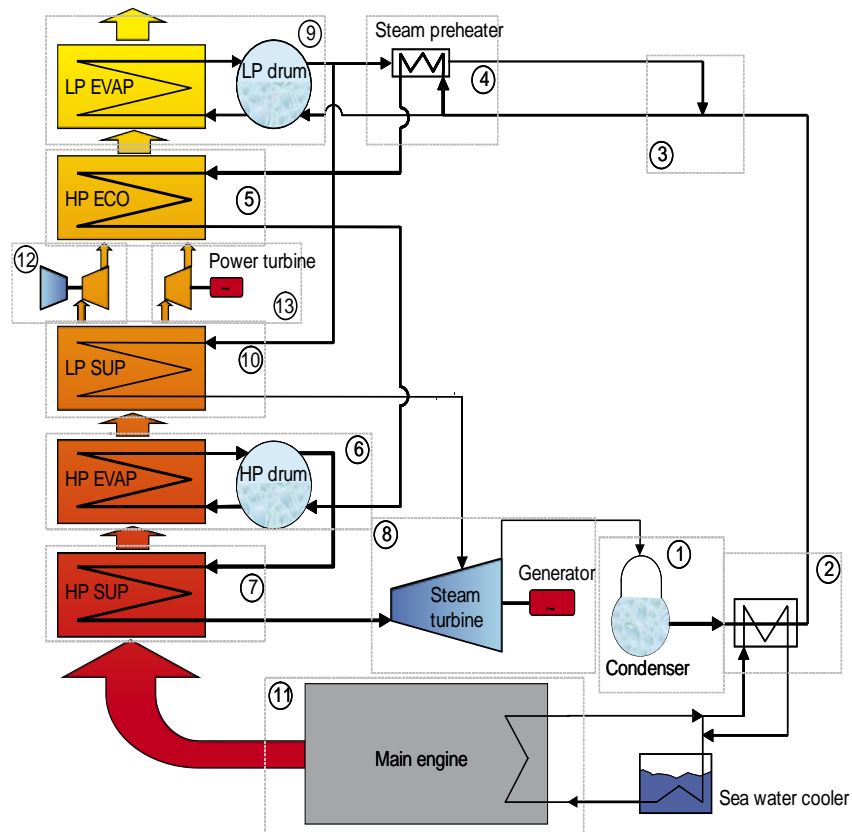 Steam preheater
9
LP drum
4
LP EVAP
3
HP ECO
5
12
Power turbine
~
13
LP SUP
10
6
HP drum
HP EVAP
8
1
2
7
Generator
HP SUP
Steam
turbine
~
Condenser
11
Main engine
Sea water cooler